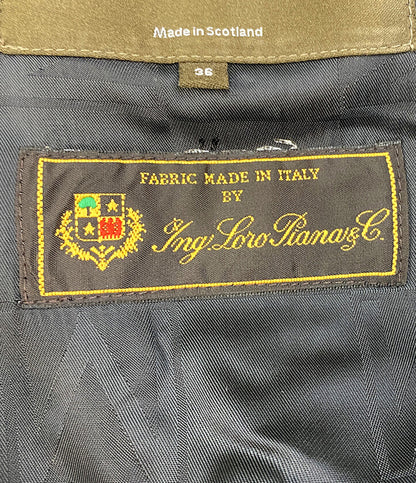 Made in Scotland
36
FABRIC MADE IN ITALY
BY
Ing. Loro Piana & C.